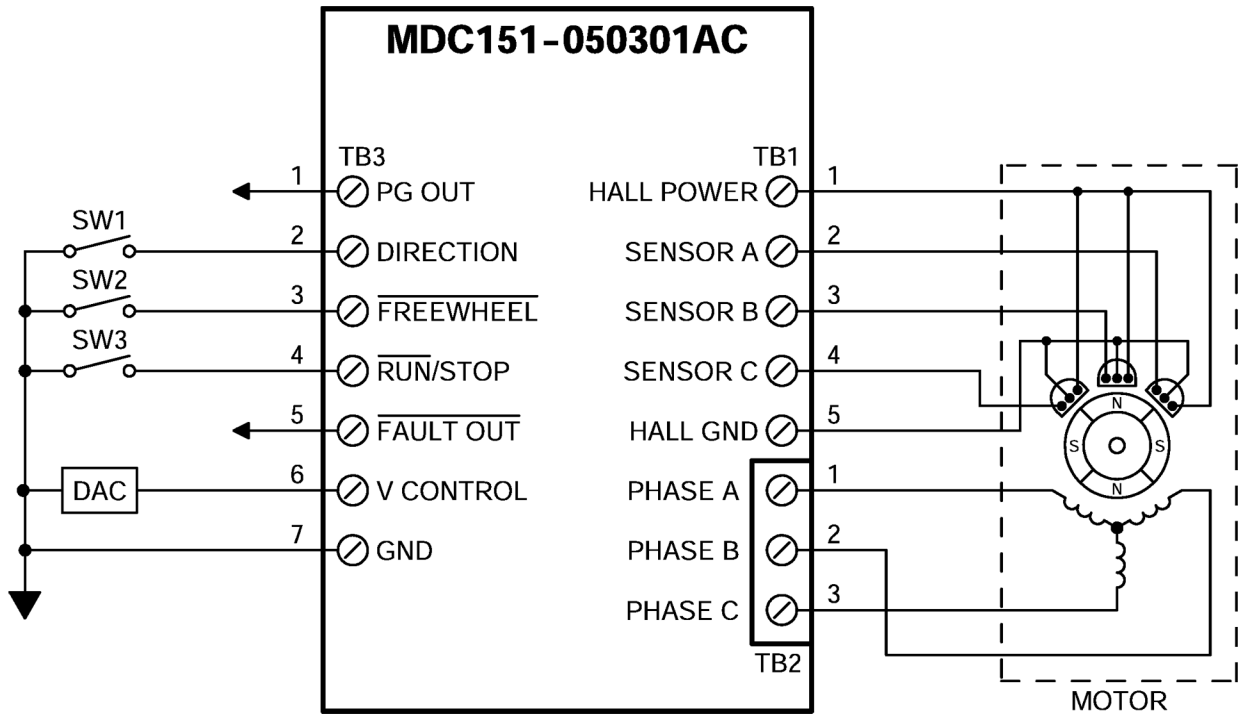 MDC151-050301AC
TB3
TB1
1
PG OUT
HALL POWER
1
SW1
2
DIRECTION
SENSOR A
2
SW2
3
FREEWHEEL
SENSOR B
3
SW3
4
RUN/STOP
SENSOR C
4
5
FAULT OUT
HALL GND
5
N
S
S
N
DAC
6
V CONTROL
PHASE A
1
7
GND
PHASE B
2
PHASE C
3
TB2
MOTOR